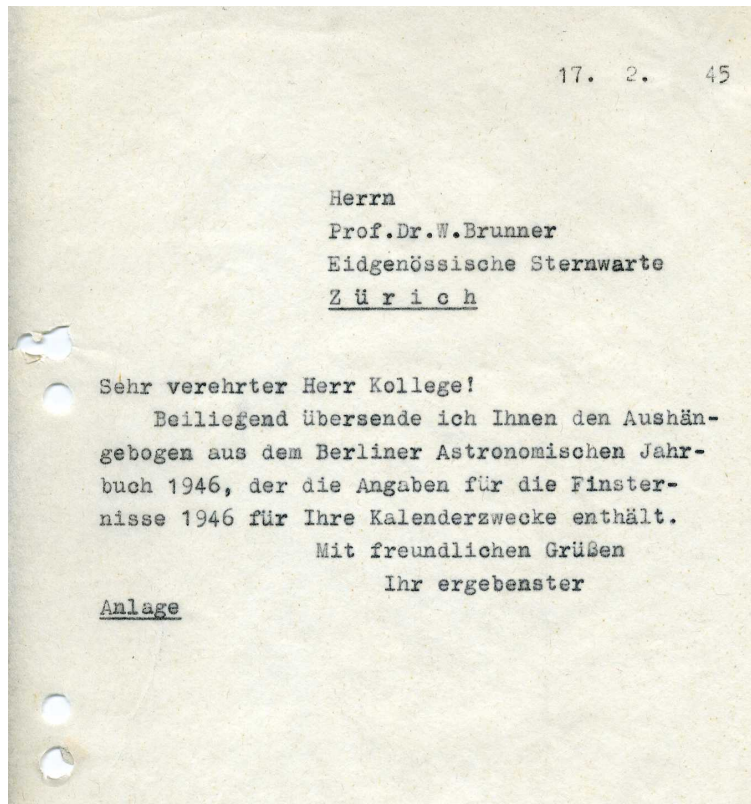 17. 2. 45
Herrn
Prof.Dr.W.Brunner
Eidgenössische Sternwarte
Z ü r i c h
Sehr verehrter Herr Kollege!
Beiliegend übersende ich Ihnen den Aushän-
gebogen aus dem Berliner Astronomischen Jahr-
buch 1946, der die Angaben für die Finster-
nisse 1946 für Ihre Kalenderzwecke enthält.
Mit freundlichen Grüßen
Ihr ergebenster
Anlage